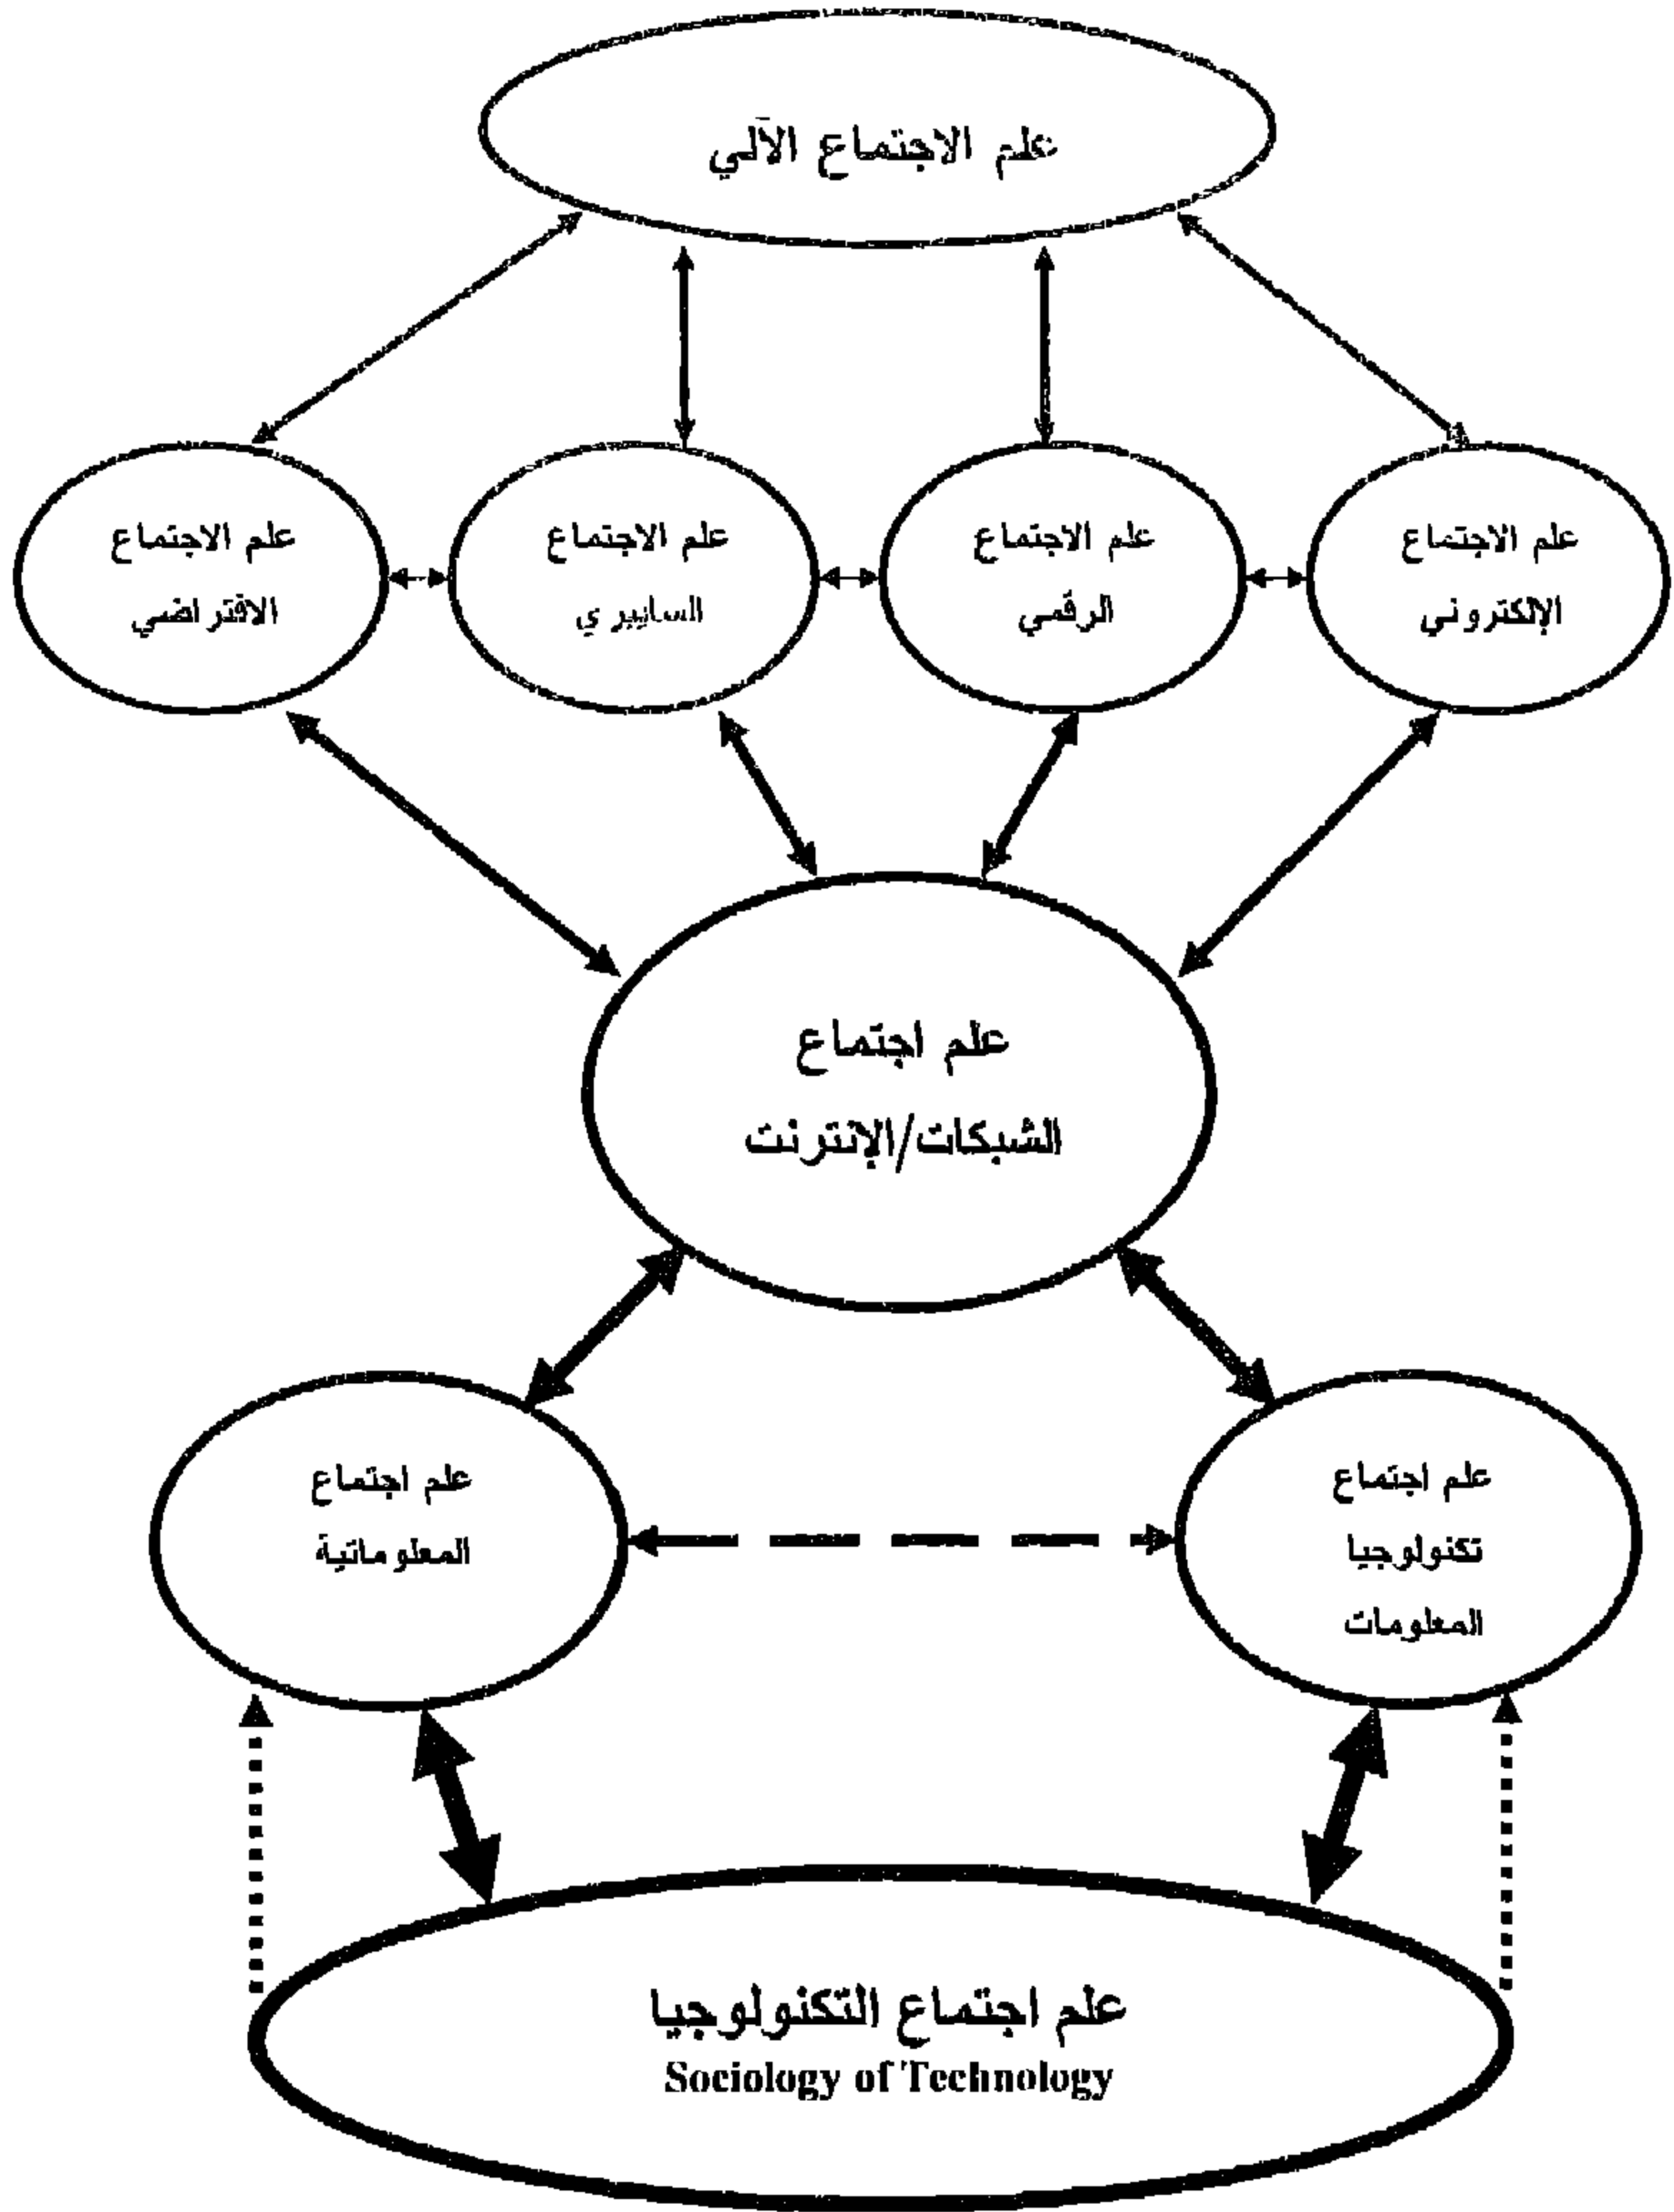 علم الاجتماع الآلي
علم الاجتماع
الإلكتروني
علم الاجتماع
الرقمي
علم الاجتماع
السايبري
علم الاجتماع
الافتراضي
علم اجتماع
الشبكات/الإنترنت
علم اجتماع
تكنولوجيا
المعلومات
علم اجتماع
المعلوماتية
علم اجتماع التكنولوجيا
Sociology of Technology